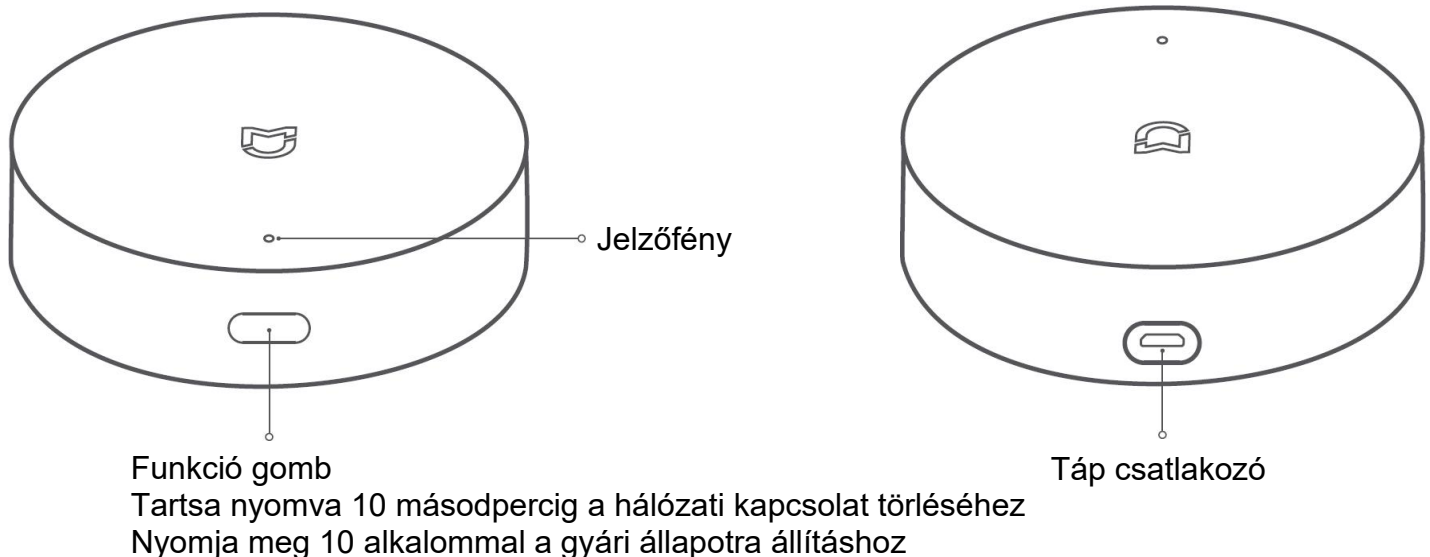 Jelzőfény
Funkció gomb
Tartsa nyomva 10 másodpercig a hálózati kapcsolat törléséhez
Nyomja meg 10 alkalommal a gyári állapotra állításhoz
Táp csatlakozó